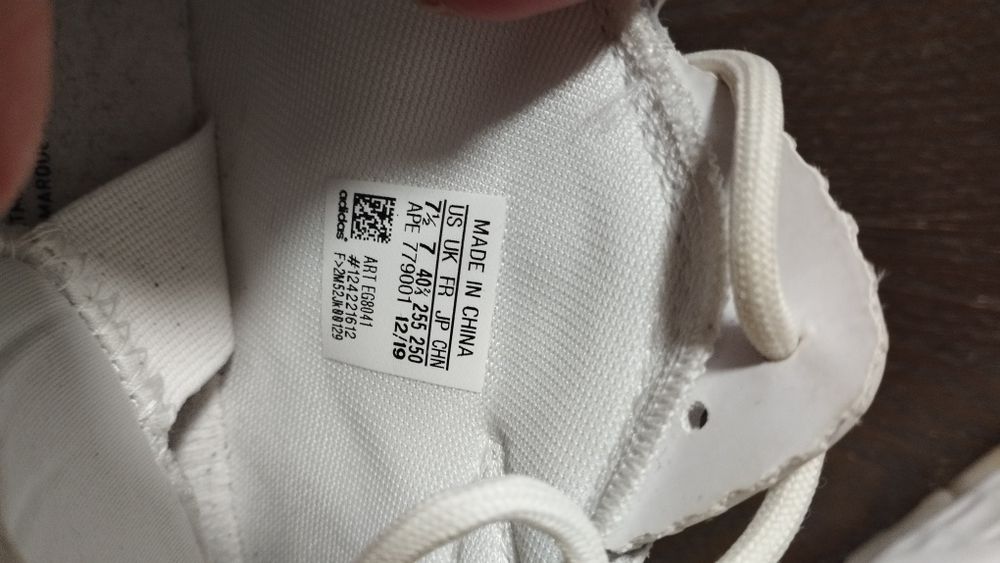 MADE IN CHINA
US UK FR JP CHN
7½ 7 40⅔ 255 250
APE 779001 12/19
adidas
ART EG8041
#124221612